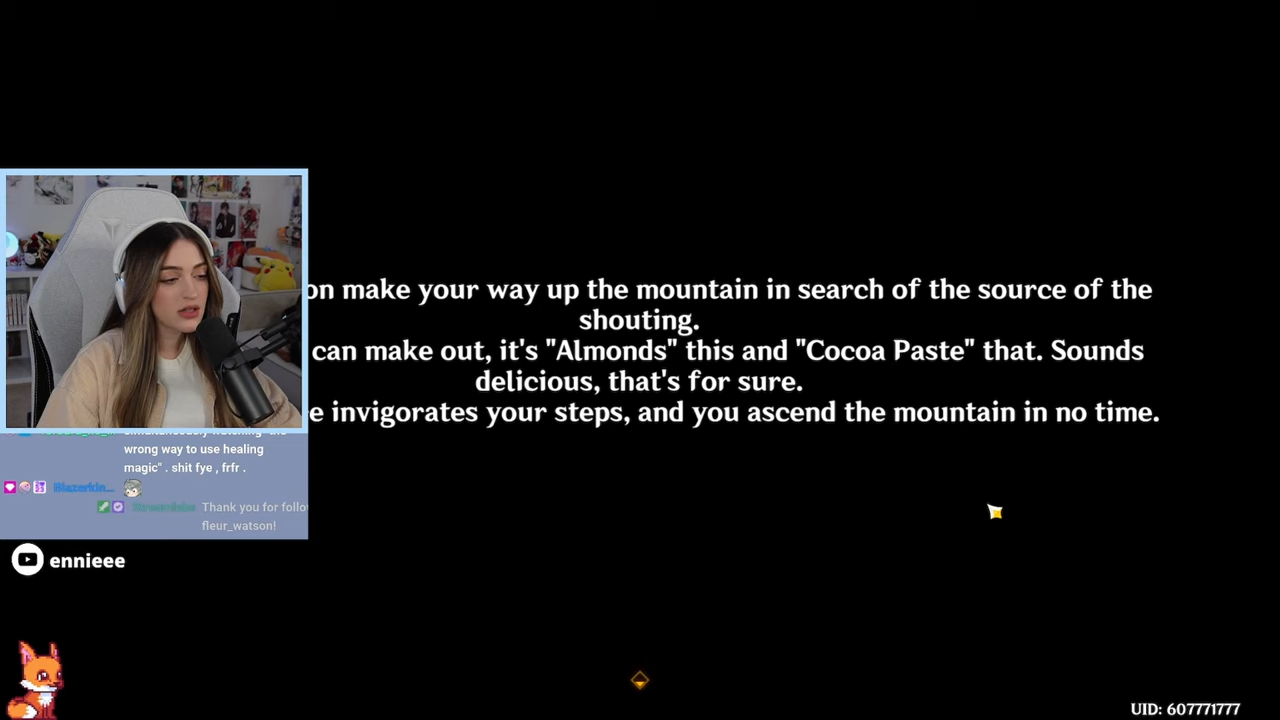 on make your way up the mountain in search of the source of the
shouting.
can make out, it's "Almonds" this and "Cocoa Paste" that. Sounds
delicious, that's for sure.
e invigorates your steps, and you ascend the mountain in no time.
wrong way to use healing
magic" . shit fye , frfr .
Blazerkin...
Streamlabs Thank you for follo
fleur_watson!
ennieee
UID: 607771777